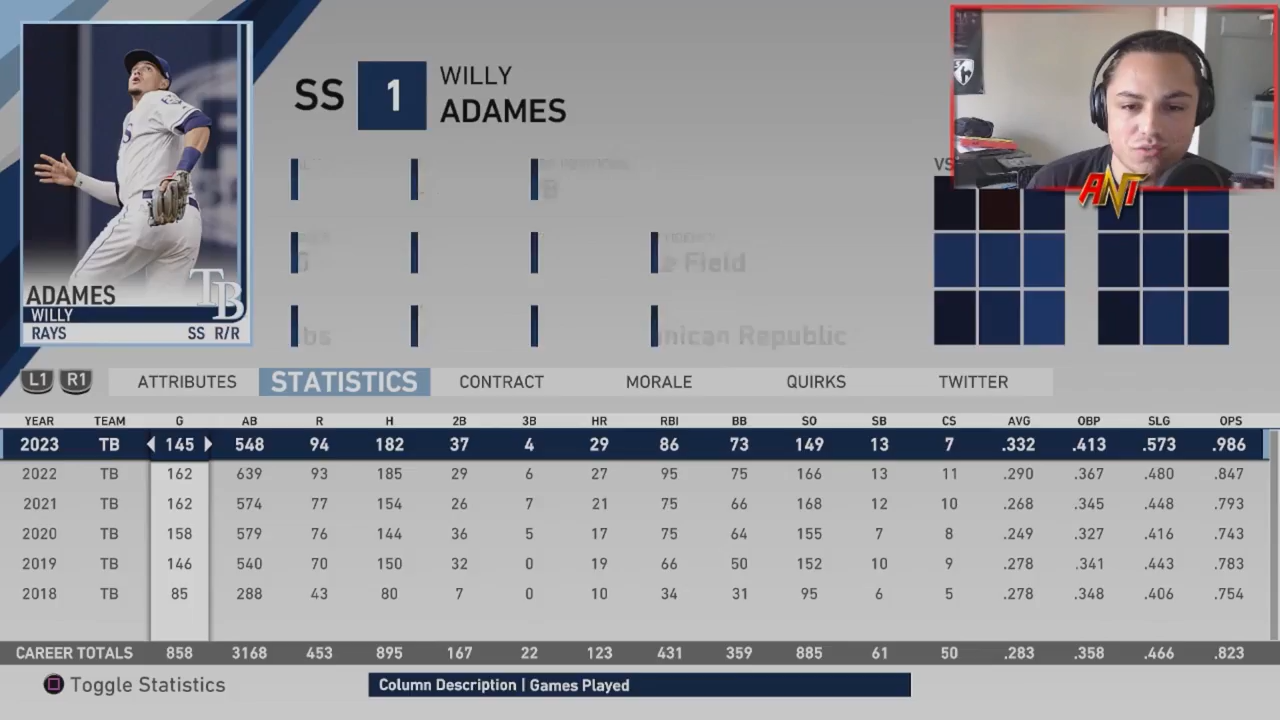 SS 1 WILLY
ADAMES
VS
ANT
ADAMES
TB
WILLY
RAYS SS R/R
e Field
bs
nican Republic
L1 R1 ATTRIBUTES STATISTICS CONTRACT MORALE QUIRKS TWITTER
YEAR TEAM G AB R H 2B 3B HR RBI BB SO SB CS AVG OBP SLG OPS
2023 TB 145 548 94 182 37 4 29 86 73 149 13 7 .332 .413 .573 .986
2022 TB 162 639 93 185 29 6 27 95 75 166 13 11 .290 .367 .480 .847
2021 TB 162 574 77 154 26 7 21 75 66 168 12 10 .268 .345 .448 .793
2020 TB 158 579 76 144 36 5 17 75 64 155 7 8 .249 .327 .416 .743
2019 TB 146 540 70 150 32 0 19 66 50 152 10 9 .278 .341 .443 .783
2018 TB 85 288 43 80 7 0 10 34 31 95 6 5 .278 .348 .406 .754
CAREER TOTALS 858 3168 453 895 167 22 123 431 359 885 61 50 .283 .358 .466 .823
Toggle Statistics
Column Description | Games Played